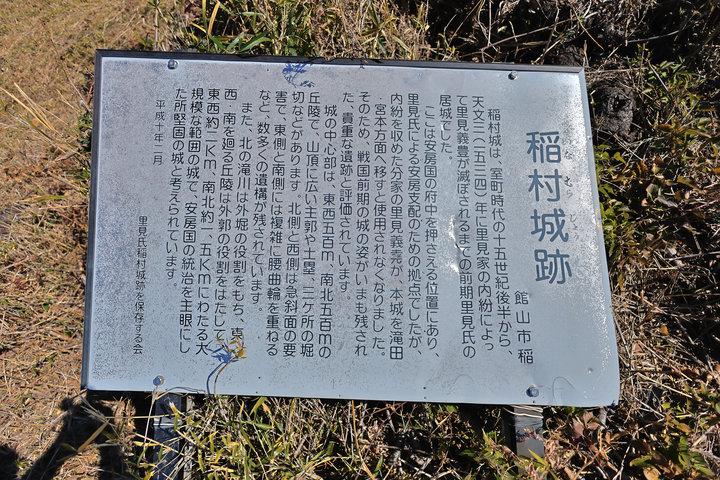 稲村城跡
いな むら じょう
館山市 稲
稲村城は、室町時代の十五世紀後半から、
天文三(一五三四)年に里見家の内紛によっ
て里見義豊が滅ぼされるまでの前期里見氏の
居城でした。
ここは安房国の府中を押さえる位置にあり、
里見氏による安房支配のための拠点でしたが、
内紛を収めた分家の里見義堯が、本城を滝田
・宮本方面へ移すと使用されなくなりました。
そのため、戦国前期の城の姿がいまも残され
た、貴重な遺跡と評価されています。
城の中心部は、東西五百m、南北五百mの
丘陵で、山頂に広い主郭や土塁、三ケ所の堀
切などがあります。北側と西側は急斜面の要
害で、東側と南側には複雑に腰曲輪を重ねる
など、数多くの遺構が残されています。
また、北の滝川は外堀の役割をもち、東・
西・南を廻る丘陵は外郭の役割をはたして、
東西約二Km、南北約一・五Kmにわたる大
規模な範囲の城で、安房国の統治を主眼にし
た所堅固の城と考えられています。
平成十年二月
里見氏稲村城跡を保存する会